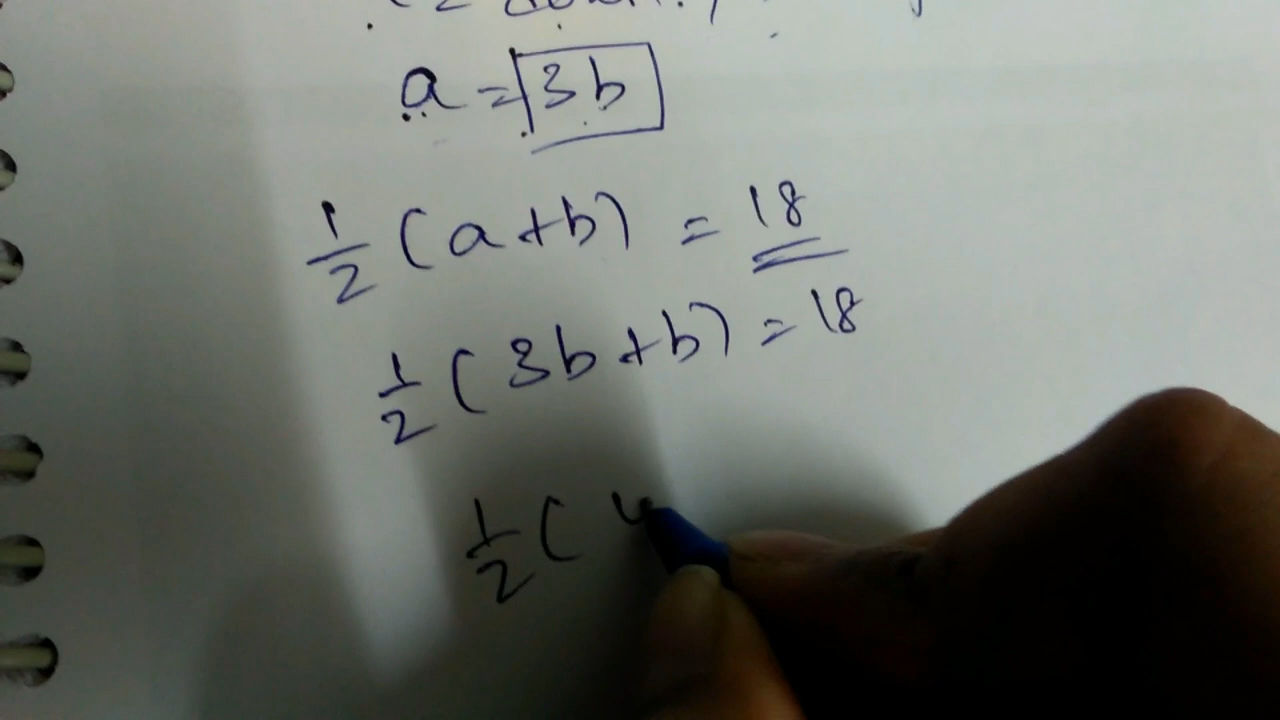 a = 3b
1/2 (a+b) = 18
1/2 (3b+b) = 18
1/2 ( 4